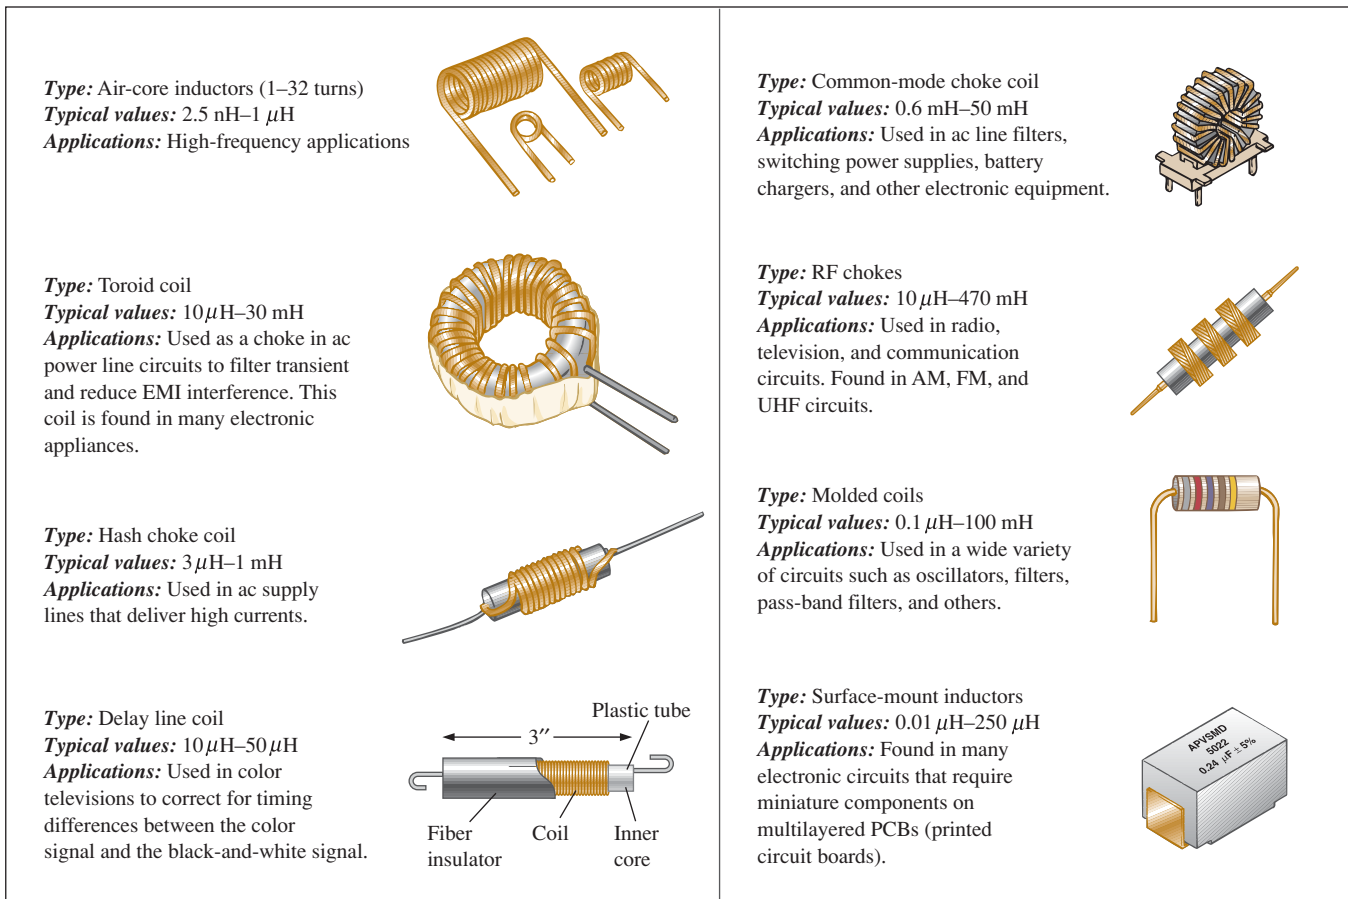 Type: Air-core inductors (1–32 turns)
Typical values: 2.5 nH–1 μH
Applications: High-frequency applications
Type: Toroid coil
Typical values: 10 μH–30 mH
Applications: Used as a choke in ac
power line circuits to filter transient
and reduce EMI interference. This
coil is found in many electronic
appliances.
Type: Hash choke coil
Typical values: 3 μH–1 mH
Applications: Used in ac supply
lines that deliver high currents.
Type: Delay line coil
Typical values: 10 μH–50 μH
Applications: Used in color
televisions to correct for timing
differences between the color
signal and the black-and-white signal.
Plastic tube
3″
Fiber
insulator
Coil
Inner
core
Type: Common-mode choke coil
Typical values: 0.6 mH–50 mH
Applications: Used in ac line filters,
switching power supplies, battery
chargers, and other electronic equipment.
Type: RF chokes
Typical values: 10 μH–470 mH
Applications: Used in radio,
television, and communication
circuits. Found in AM, FM, and
UHF circuits.
Type: Molded coils
Typical values: 0.1 μH–100 mH
Applications: Used in a wide variety
of circuits such as oscillators, filters,
pass-band filters, and others.
Type: Surface-mount inductors
Typical values: 0.01 μH–250 μH
Applications: Found in many
electronic circuits that require
miniature components on
multilayered PCBs (printed
circuit boards).
APVSMD
5022
0.24 μF ± 5%